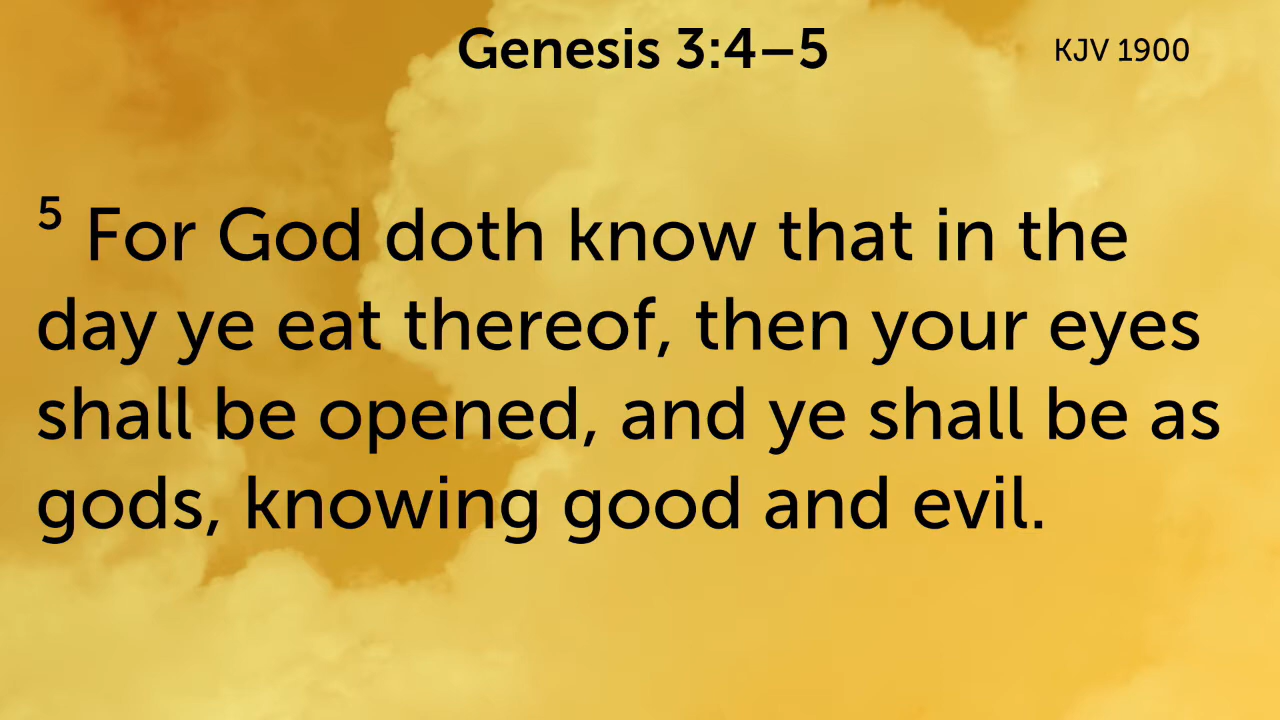 Genesis 3:4–5
KJV 1900
5 For God doth know that in the
day ye eat thereof, then your eyes
shall be opened, and ye shall be as
gods, knowing good and evil.